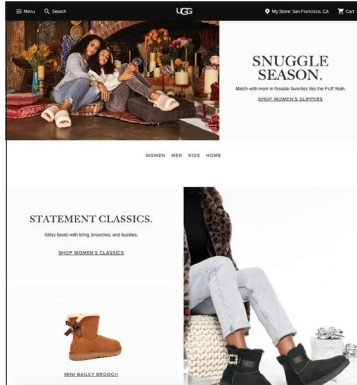 Menu Search UGG My Store: San Francisco, CA Cart
SNUGGLE
SEASON.
Match with mom in fireside favorites like the Fluff Yeah.
SHOP WOMEN'S SLIPPERS
WOMEN MEN KIDS HOME
STATEMENT CLASSICS.
Glitzy boots with bling, brooches, and buckles.
SHOP WOMEN'S CLASSICS
MINI BAILEY BROOCH